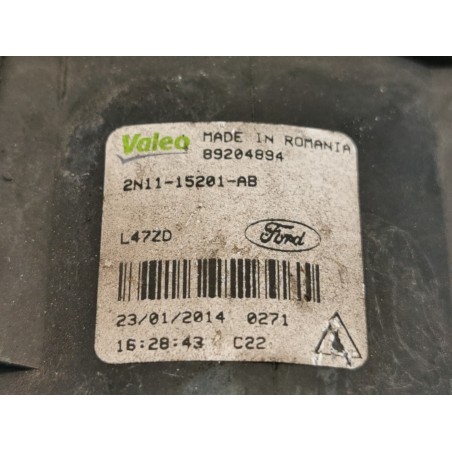 Valeo MADE IN ROMANIA
89204894
2N11-15201-AB
L47ZD Ford
23/01/2014 0271
16:28:43 C22